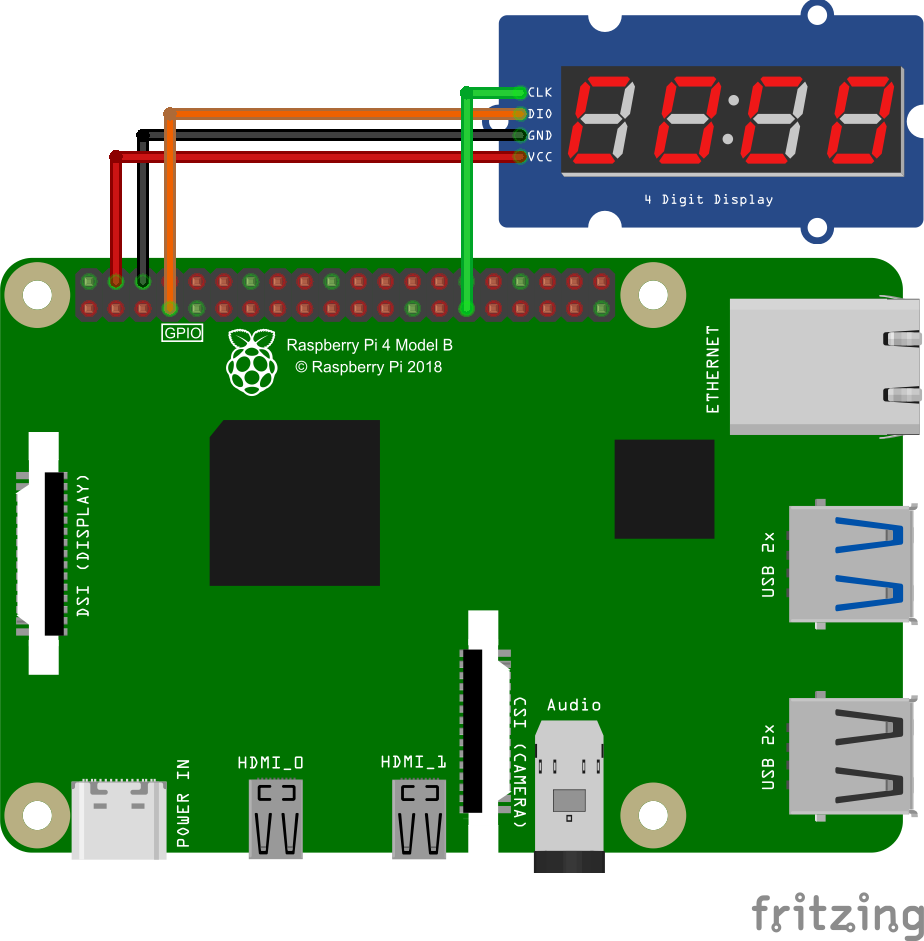 CLK
DIO
GND
VCC
4 Digit Display
GPIO
Raspberry Pi 4 Model B
© Raspberry Pi 2018
ETHERNET
DSI (DISPLAY)
USB 2x
USB 2x
CSI (CAMERA)
Audio
HDMI_0
HDMI_1
POWER IN
fritzing